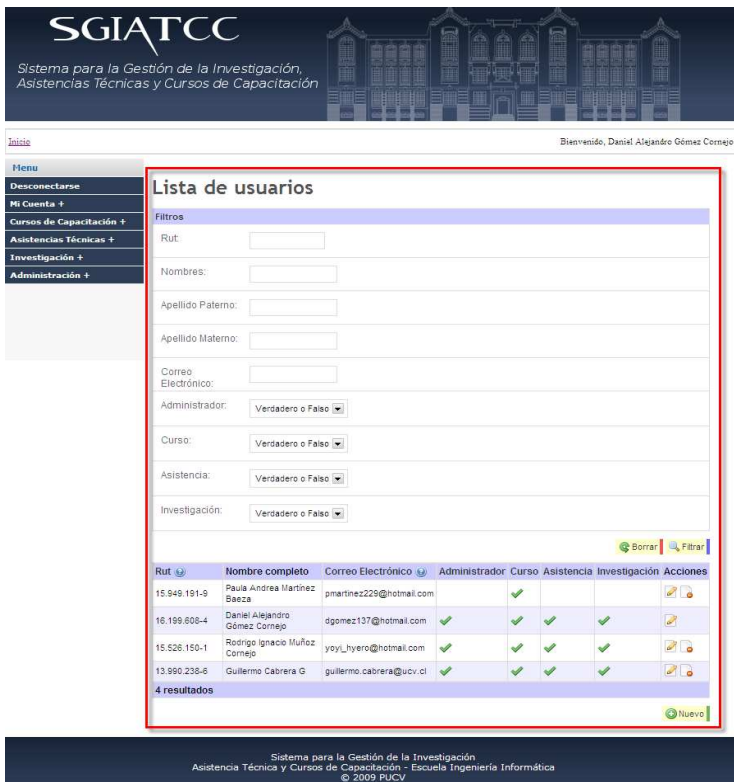 SGIATCC
Sistema para la Gestión de la Investigación,
Asistencias Técnicas y Cursos de Capacitación
Inicio
Bienvenido, Daniel Alejandro Gómez Cornejo
Menu
Desconectarse
Mi Cuenta +
Cursos de Capacitación +
Asistencias Técnicas +
Investigación +
Administración +
Lista de usuarios
Filtros
Rut:
Nombres:
Apellido Paterno:
Apellido Materno:
Correo
Electrónico:
Administrador: Verdadero o Falso
Curso: Verdadero o Falso
Asistencia: Verdadero o Falso
Investigación: Verdadero o Falso
Borrar Filtrar
Rut Nombre completo Correo Electrónico Administrador Curso Asistencia Investigación Acciones
15.949.191-9 Paula Andrea Martínez Baeza pmartinez229@hotmail.com
16.199.608-4 Daniel Alejandro Gómez Cornejo dgomez137@hotmail.com
15.526.150-1 Rodrigo Ignacio Muñoz Cornejo yoyi_hyero@hotmail.com
13.990.238-6 Guillermo Cabrera G guillermo.cabrera@ucv.cl
4 resultados
Nuevo
Sistema para la Gestión de la Investigación
Asistencia Técnica y Cursos de Capacitación - Escuela Ingeniería Informática
© 2009 PUCV